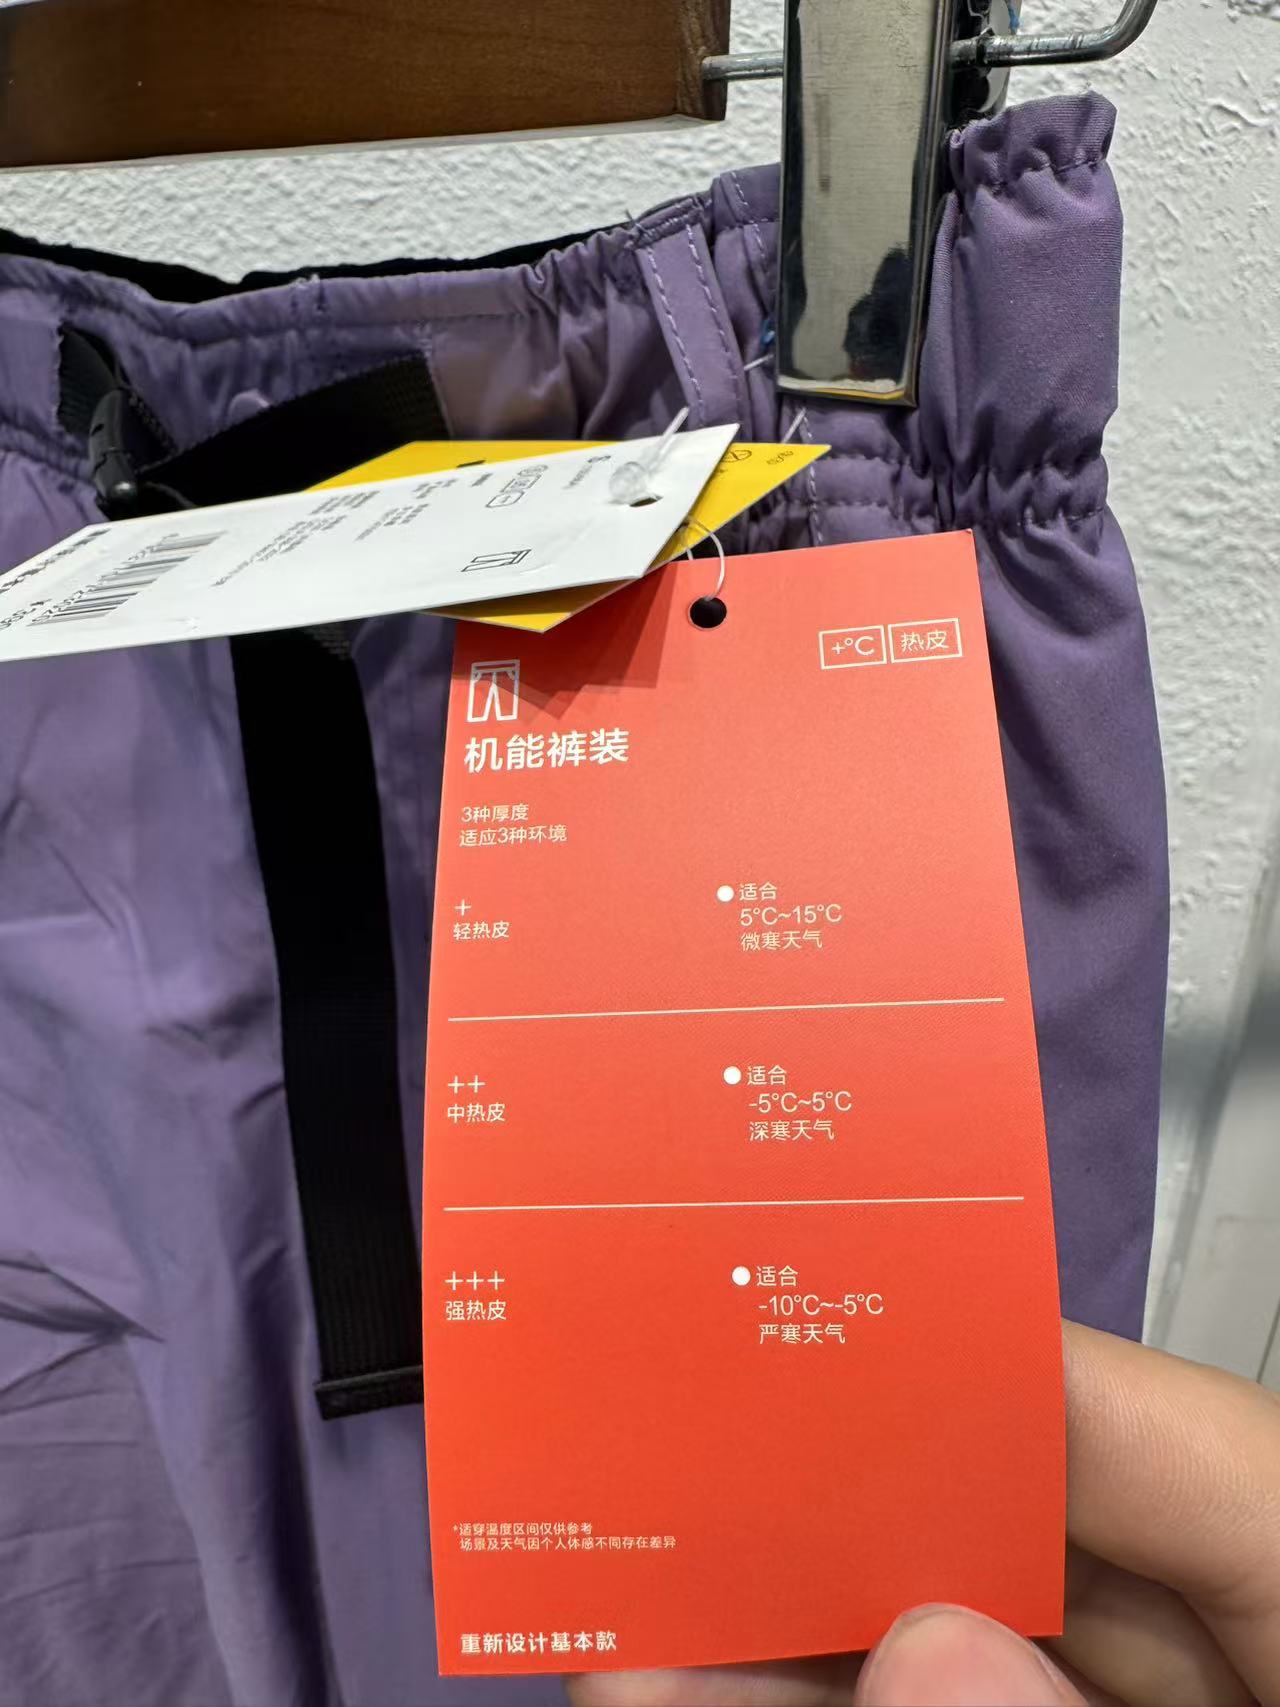 +°C 热皮
机能裤装
3种厚度
适应3种环境
+
轻热皮
适合
5°C~15°C
微寒天气
++
中热皮
适合
-5°C~5°C
深寒天气
+++
强热皮
适合
-10°C~-5°C
严寒天气
*适穿温度区间仅供参考
场景及天气因个人体感不同存在差异
重新设计基本款